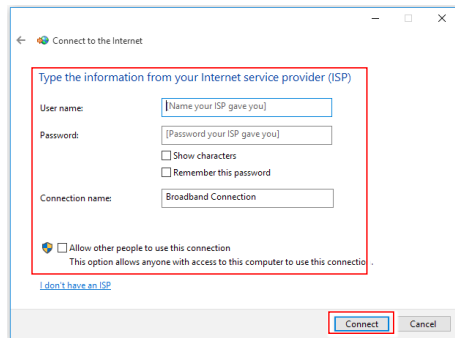 Connect to the Internet
Type the information from your Internet service provider (ISP)
User name: [Name your ISP gave you]
Password: [Password your ISP gave you]
Show characters
Remember this password
Connection name: Broadband Connection
Allow other people to use this connection
This option allows anyone with access to this computer to use this connectio .
I don't have an ISP
Connect Cancel